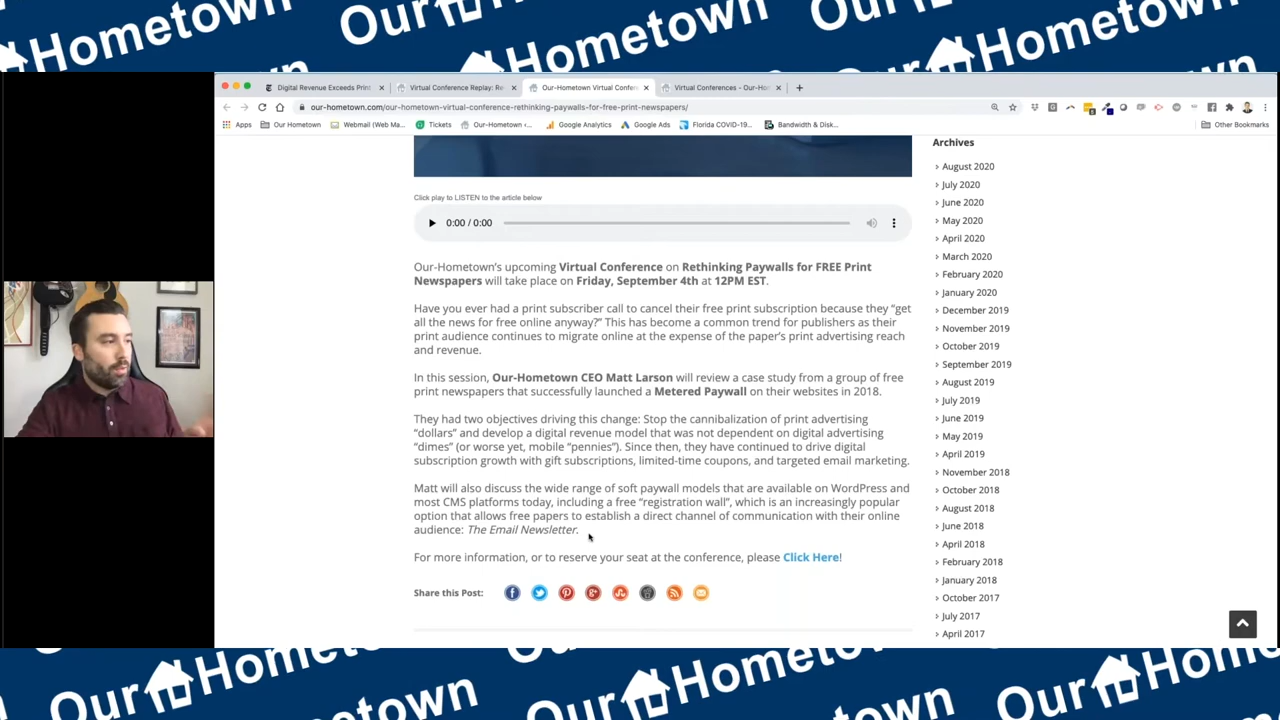 Our Hometown
Our Hometown
Our Hometown
Digital Revenue Exceeds Print
Virtual Conference Replay: Re
Our-Hometown Virtual Confer
Virtual Conferences - Our-Ho
our-hometown.com/our-hometown-virtual-conference-rethinking-paywalls-for-free-print-newspapers/
Apps
Our Hometown
Webmail (Web Ma...
Tickets
Our-Hometown ‹...
Google Analytics
Google Ads
Florida COVID-19...
Bandwidth & Disk...
Other Bookmarks
Click play to LISTEN to the article below
0:00 / 0:00
Our-Hometown's upcoming Virtual Conference on Rethinking Paywalls for FREE Print
Newspapers will take place on Friday, September 4th at 12PM EST.
Have you ever had a print subscriber call to cancel their free print subscription because they "get
all the news for free online anyway?" This has become a common trend for publishers as their
print audience continues to migrate online at the expense of the paper's print advertising reach
and revenue.
In this session, Our-Hometown CEO Matt Larson will review a case study from a group of free
print newspapers that successfully launched a Metered Paywall on their websites in 2018.
They had two objectives driving this change: Stop the cannibalization of print advertising
"dollars" and develop a digital revenue model that was not dependent on digital advertising
"dimes" (or worse yet, mobile "pennies"). Since then, they have continued to drive digital
subscription growth with gift subscriptions, limited-time coupons, and targeted email marketing.
Matt will also discuss the wide range of soft paywall models that are available on WordPress and
most CMS platforms today, including a free "registration wall", which is an increasingly popular
option that allows free papers to establish a direct channel of communication with their online
audience: The Email Newsletter.
For more information, or to reserve your seat at the conference, please Click Here!
Share this Post:
Archives
August 2020
July 2020
June 2020
May 2020
April 2020
March 2020
February 2020
January 2020
December 2019
November 2019
October 2019
September 2019
August 2019
July 2019
June 2019
May 2019
April 2019
November 2018
October 2018
August 2018
June 2018
April 2018
February 2018
January 2018
October 2017
July 2017
April 2017
Our Hometown
Our Hometown
Our Hometown